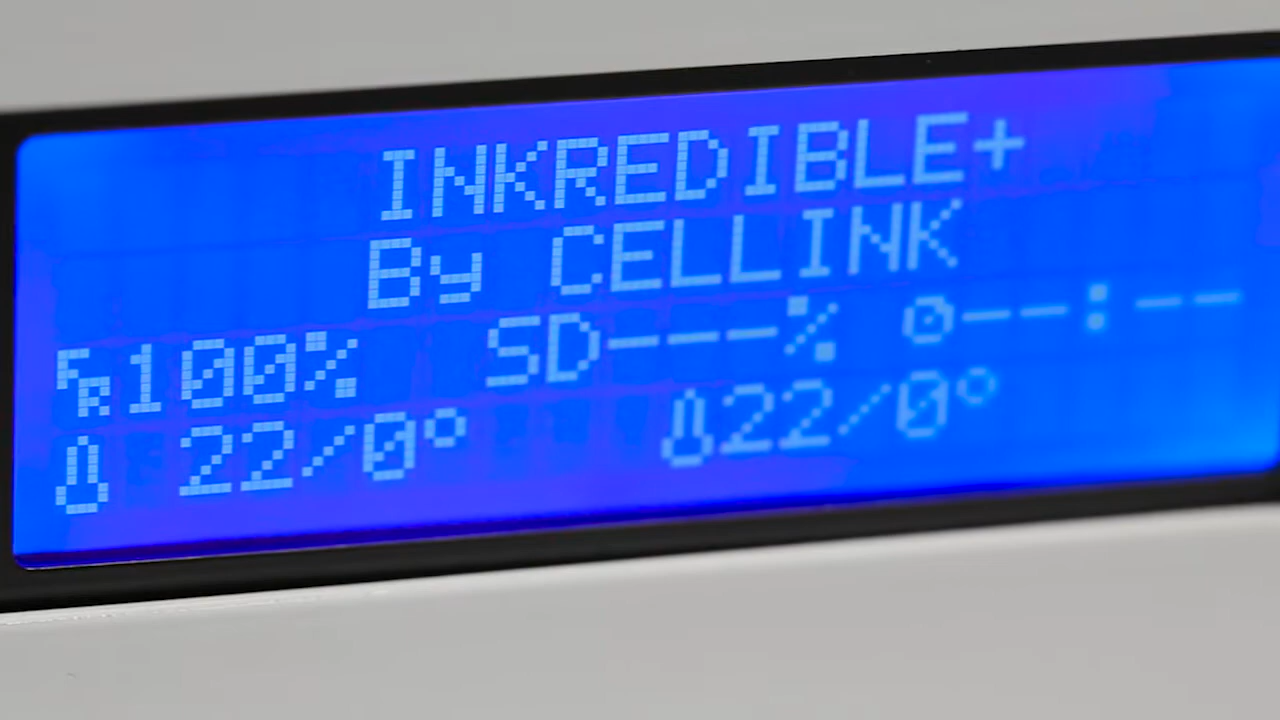 INKREDIBLE+
By CELLINK
FR100% SD---% --:--
22/0° 22/0°